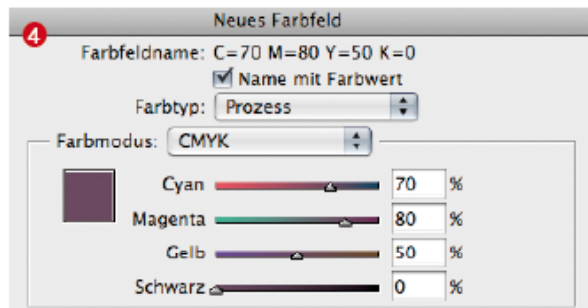 Neues Farbfeld
4
Farbfeldname: C=70 M=80 Y=50 K=0
Name mit Farbwert
Farbtyp: Prozess
Farbmodus: CMYK
Cyan 70 %
Magenta 80 %
Gelb 50 %
Schwarz 0 %